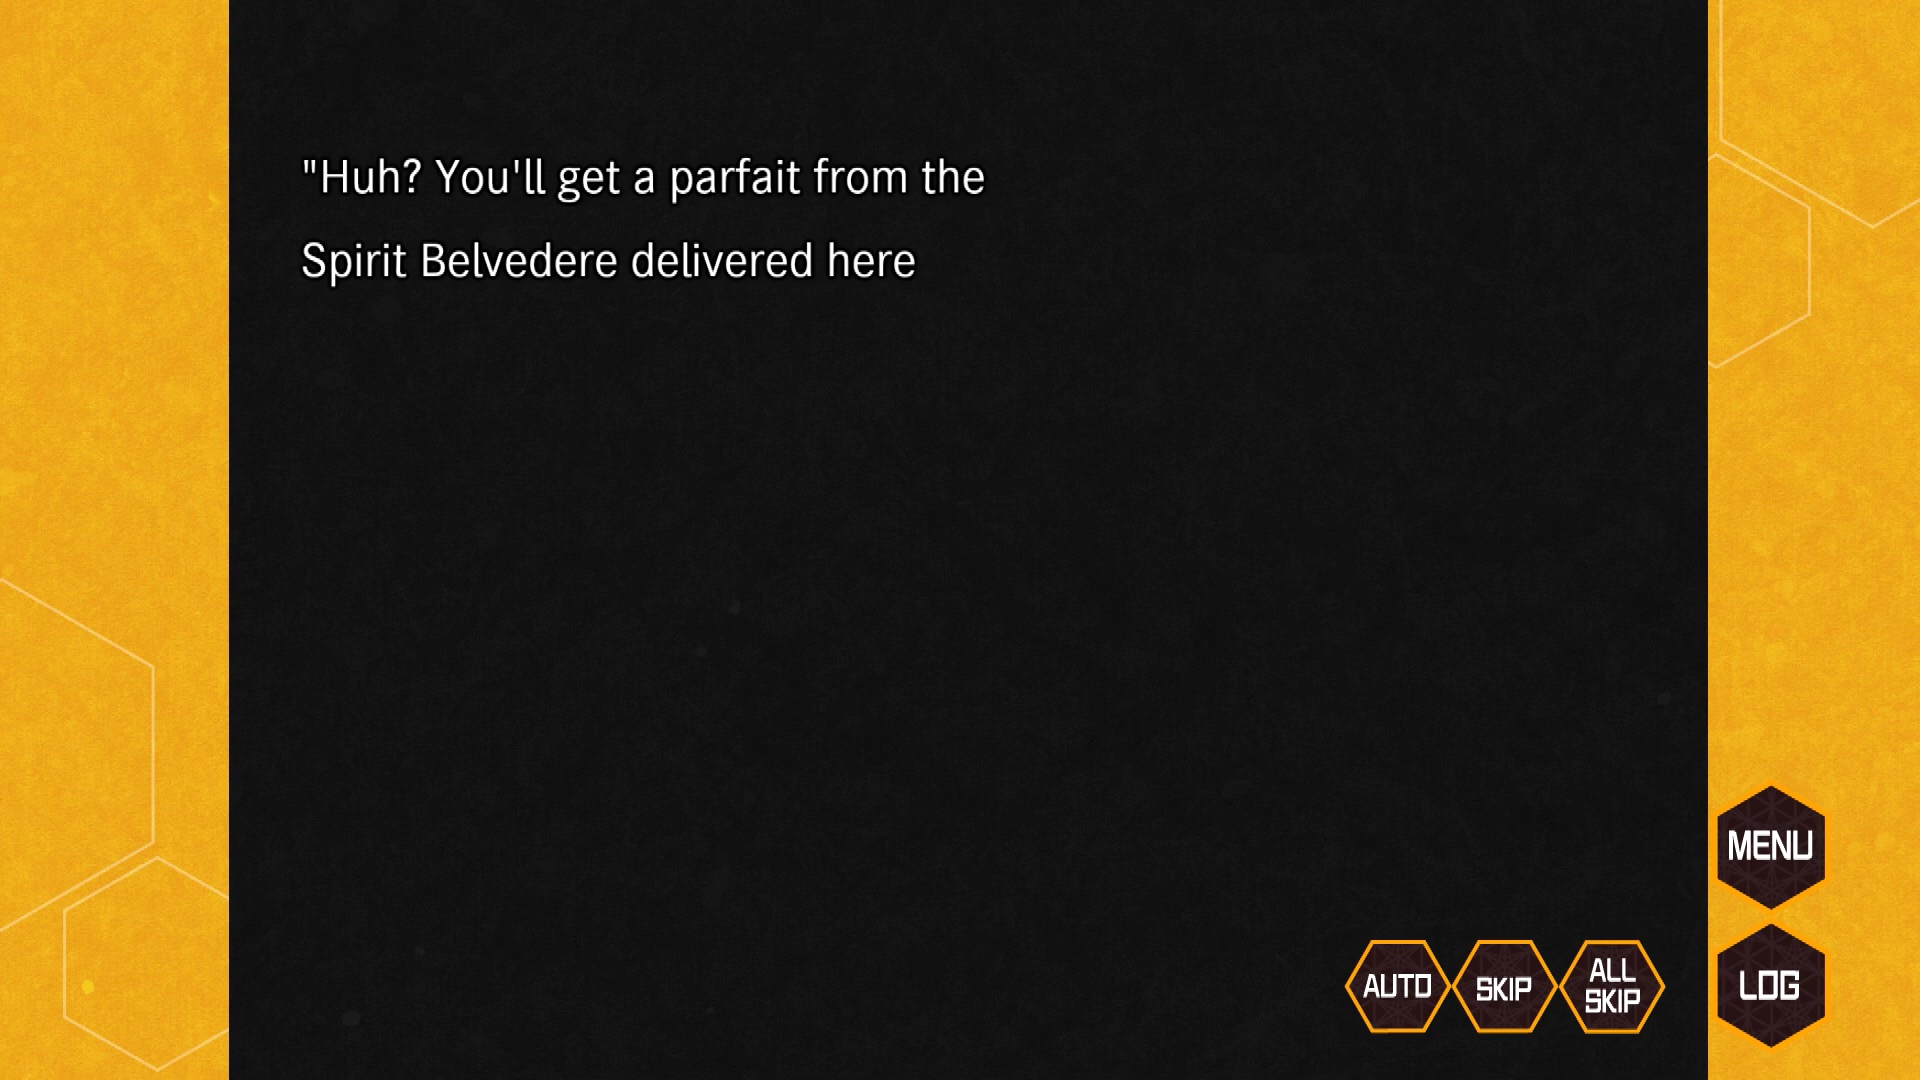 "Huh? You'll get a parfait from the
Spirit Belvedere delivered here
MENU
AUTO
SKIP
ALL
SKIP
LOG